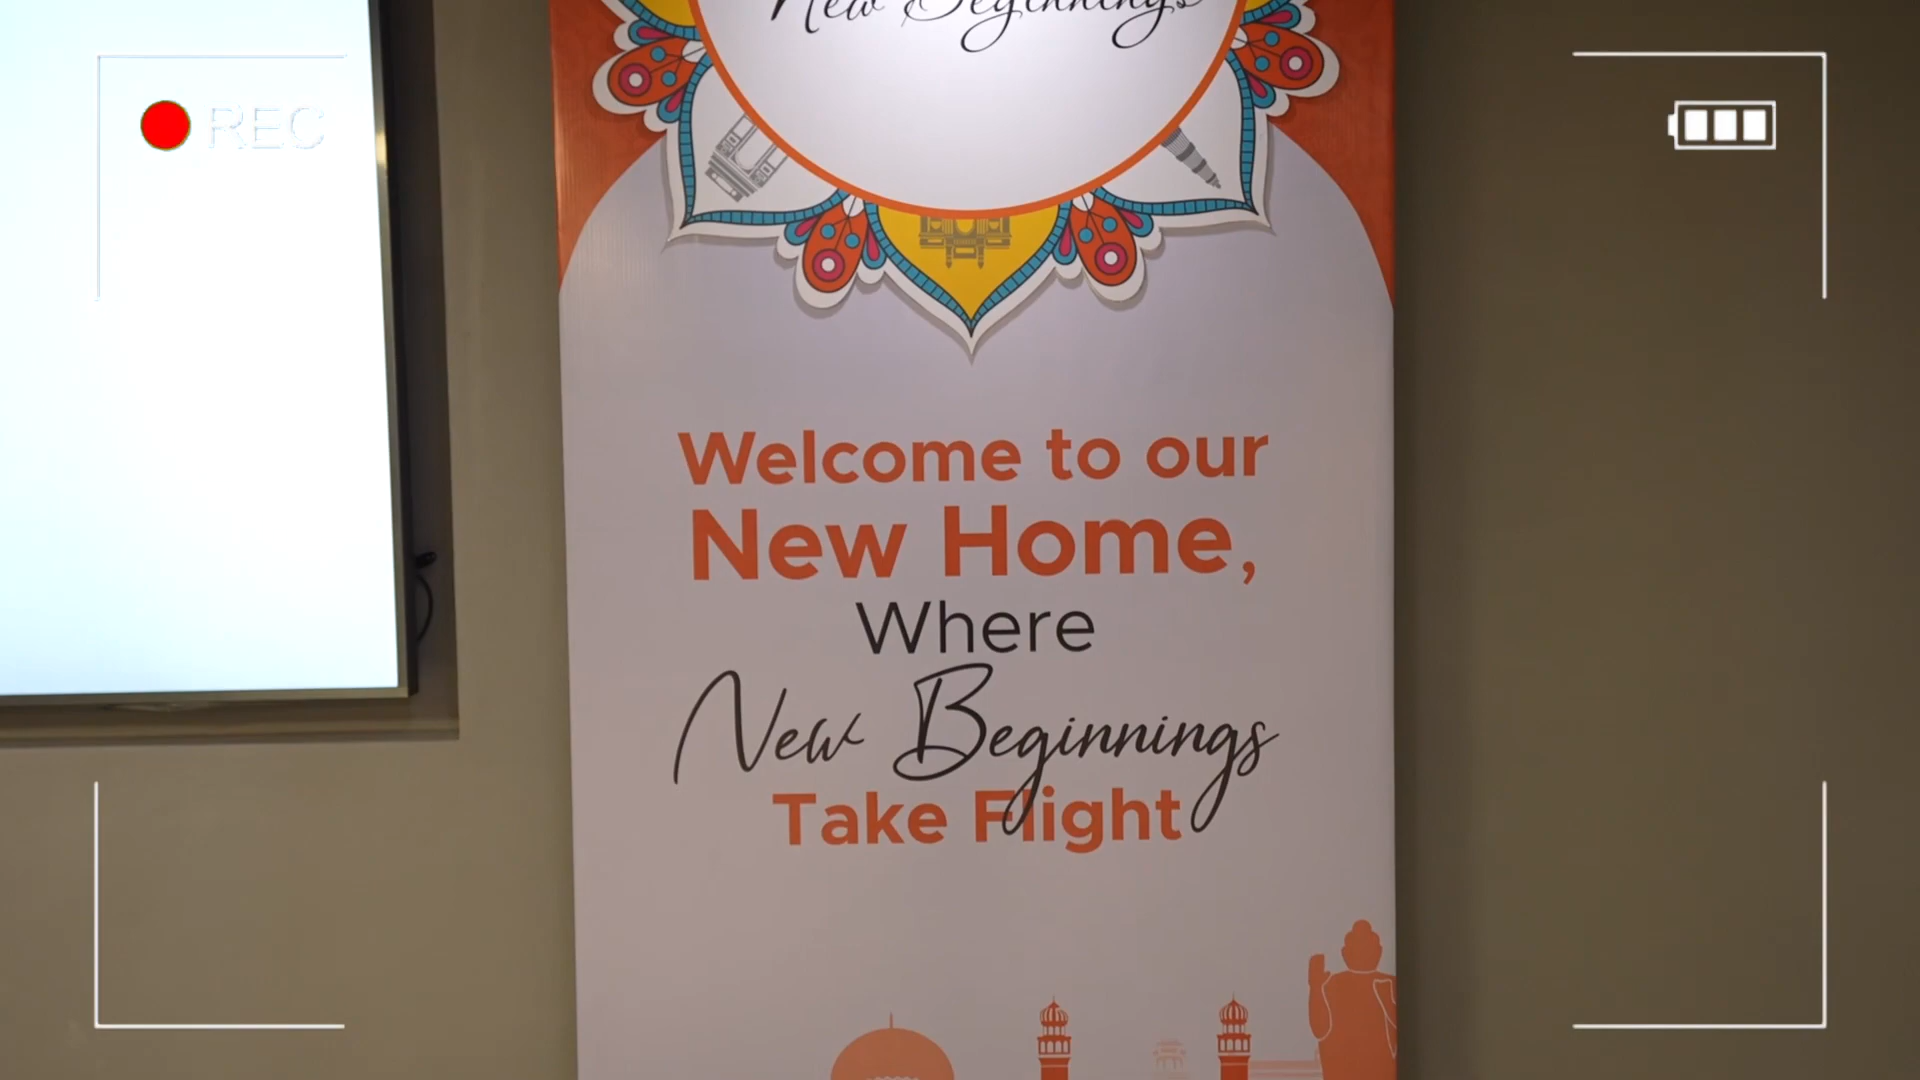 New Beginnings
REC
Welcome to our
New Home,
Where
New Beginnings
Take Flight